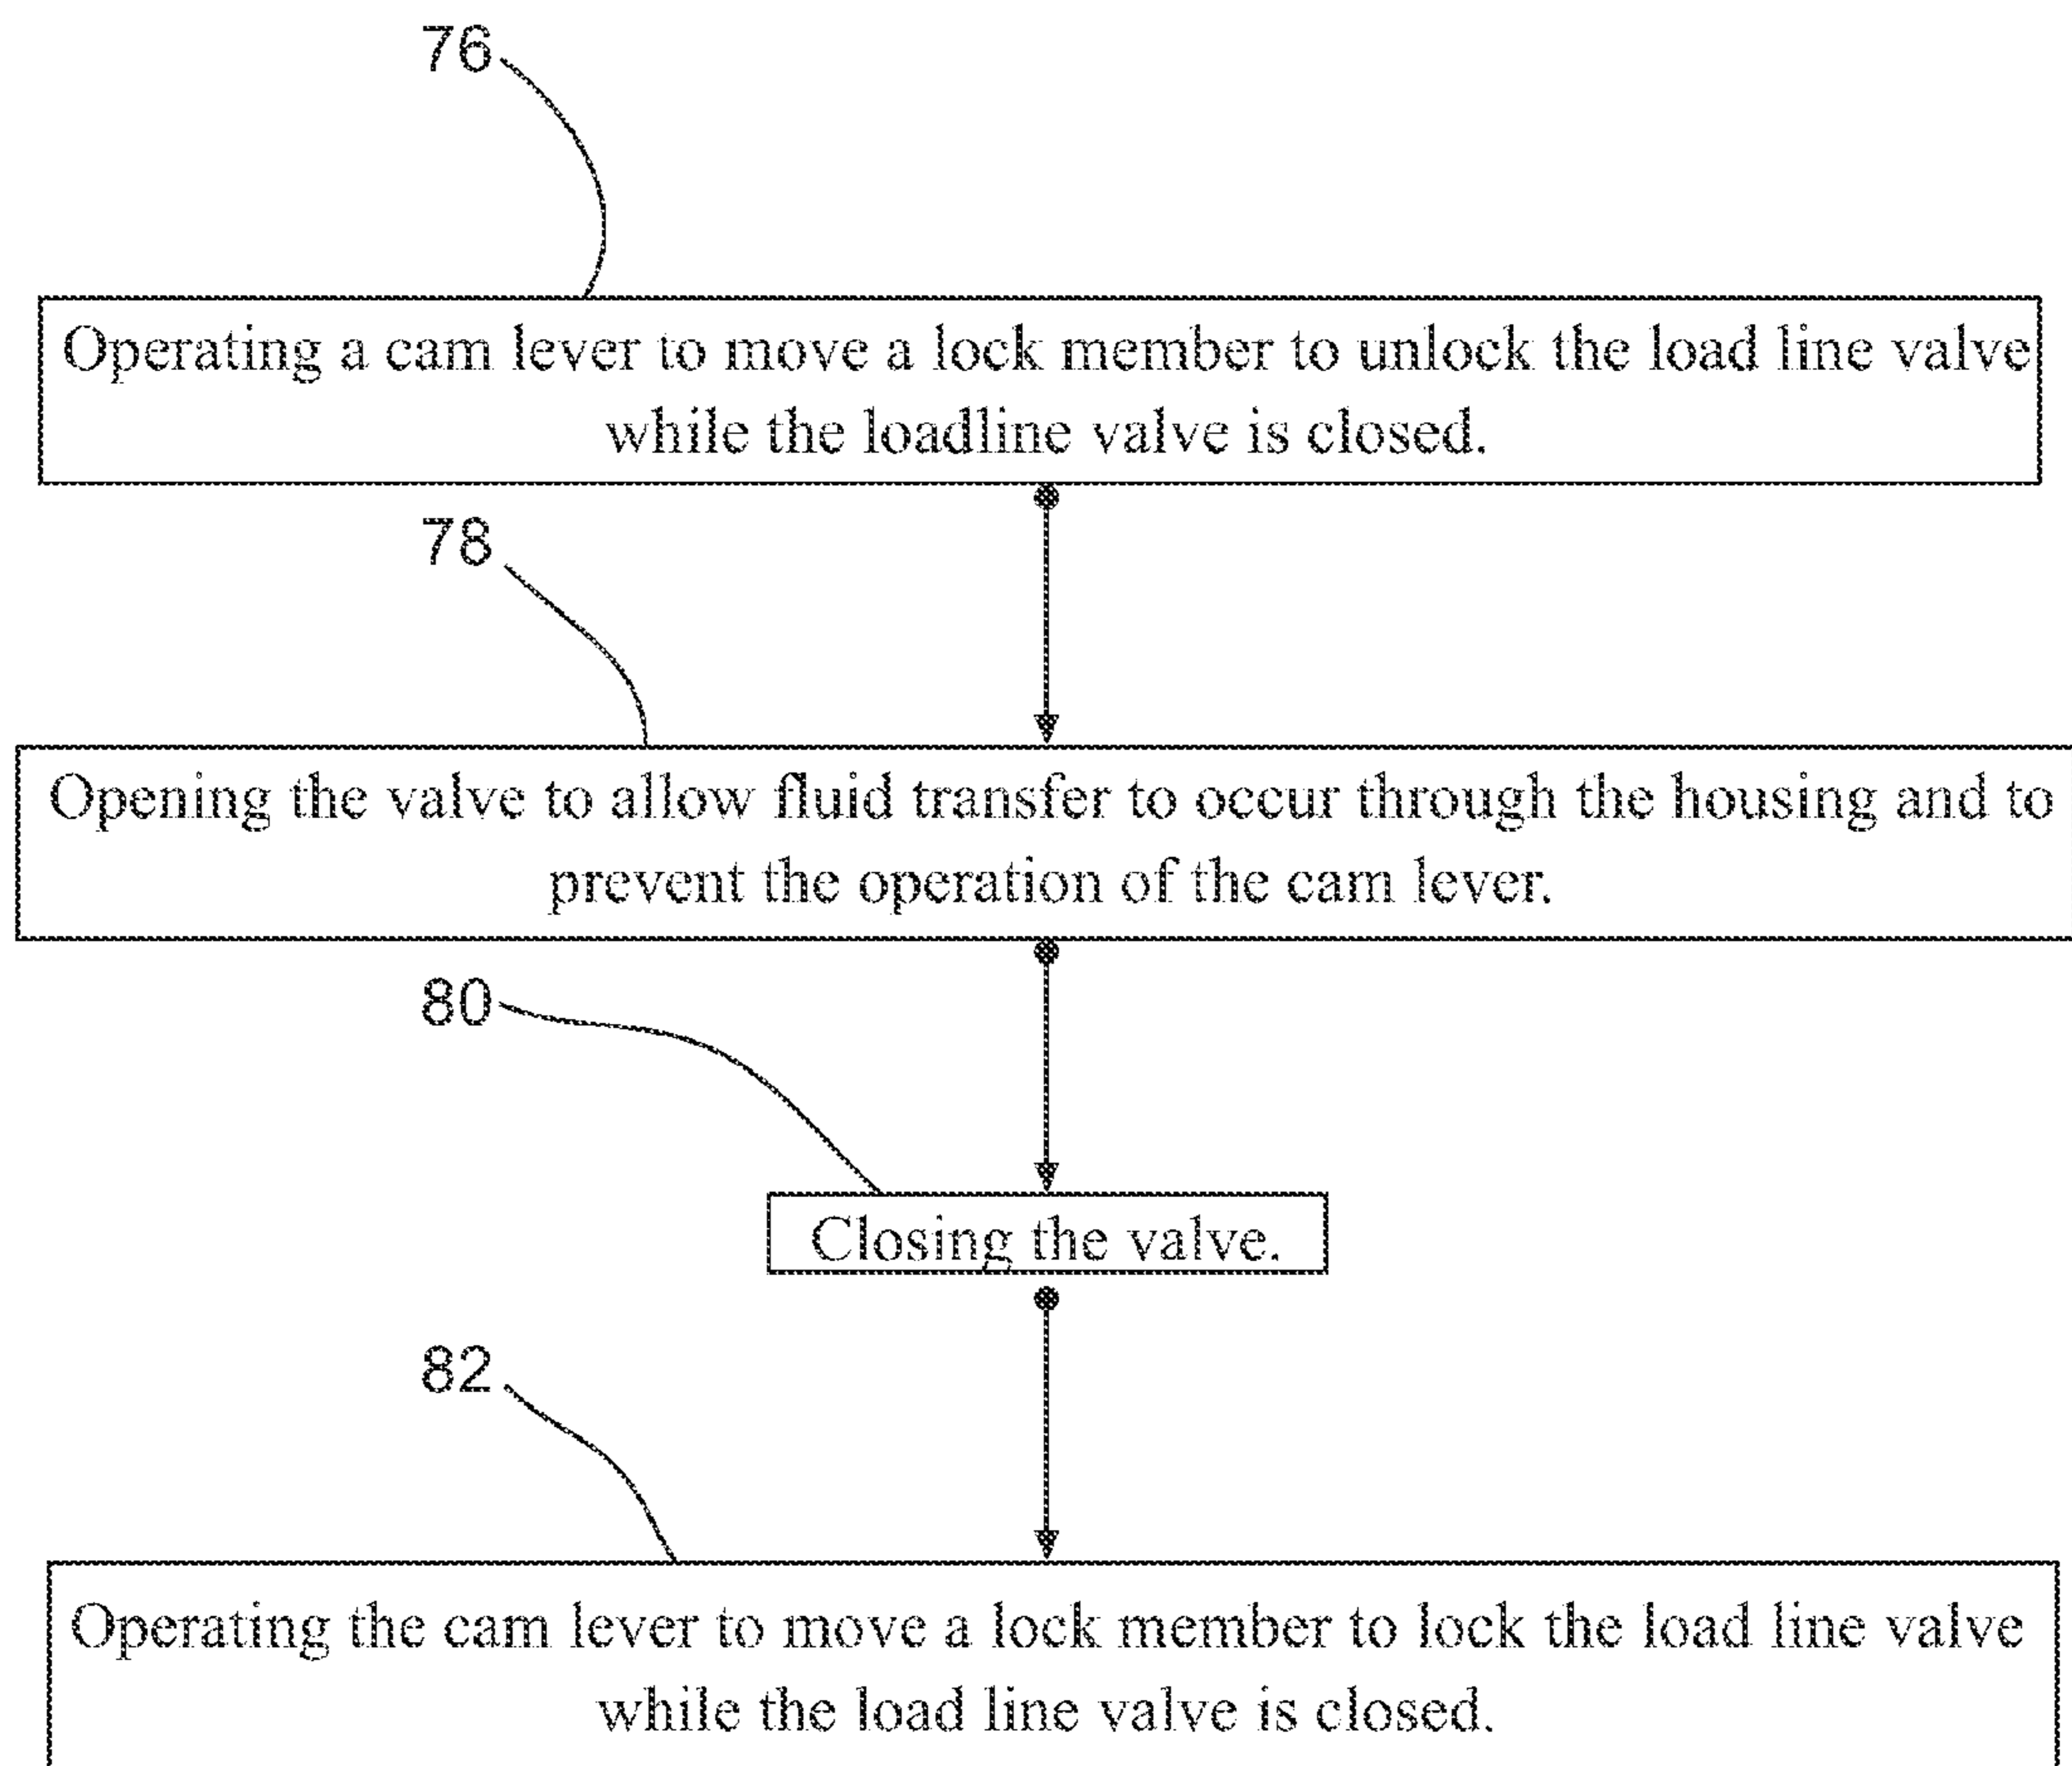 76
Operating a cam lever to move a lock member to unlock the load line valve
while the loadline valve is closed.
78
Opening the valve to allow fluid transfer to occur through the housing and to
prevent the operation of the cam lever.
80
Closing the valve.
82
Operating the cam lever to move a lock member to lock the load line valve
while the load line valve is closed.